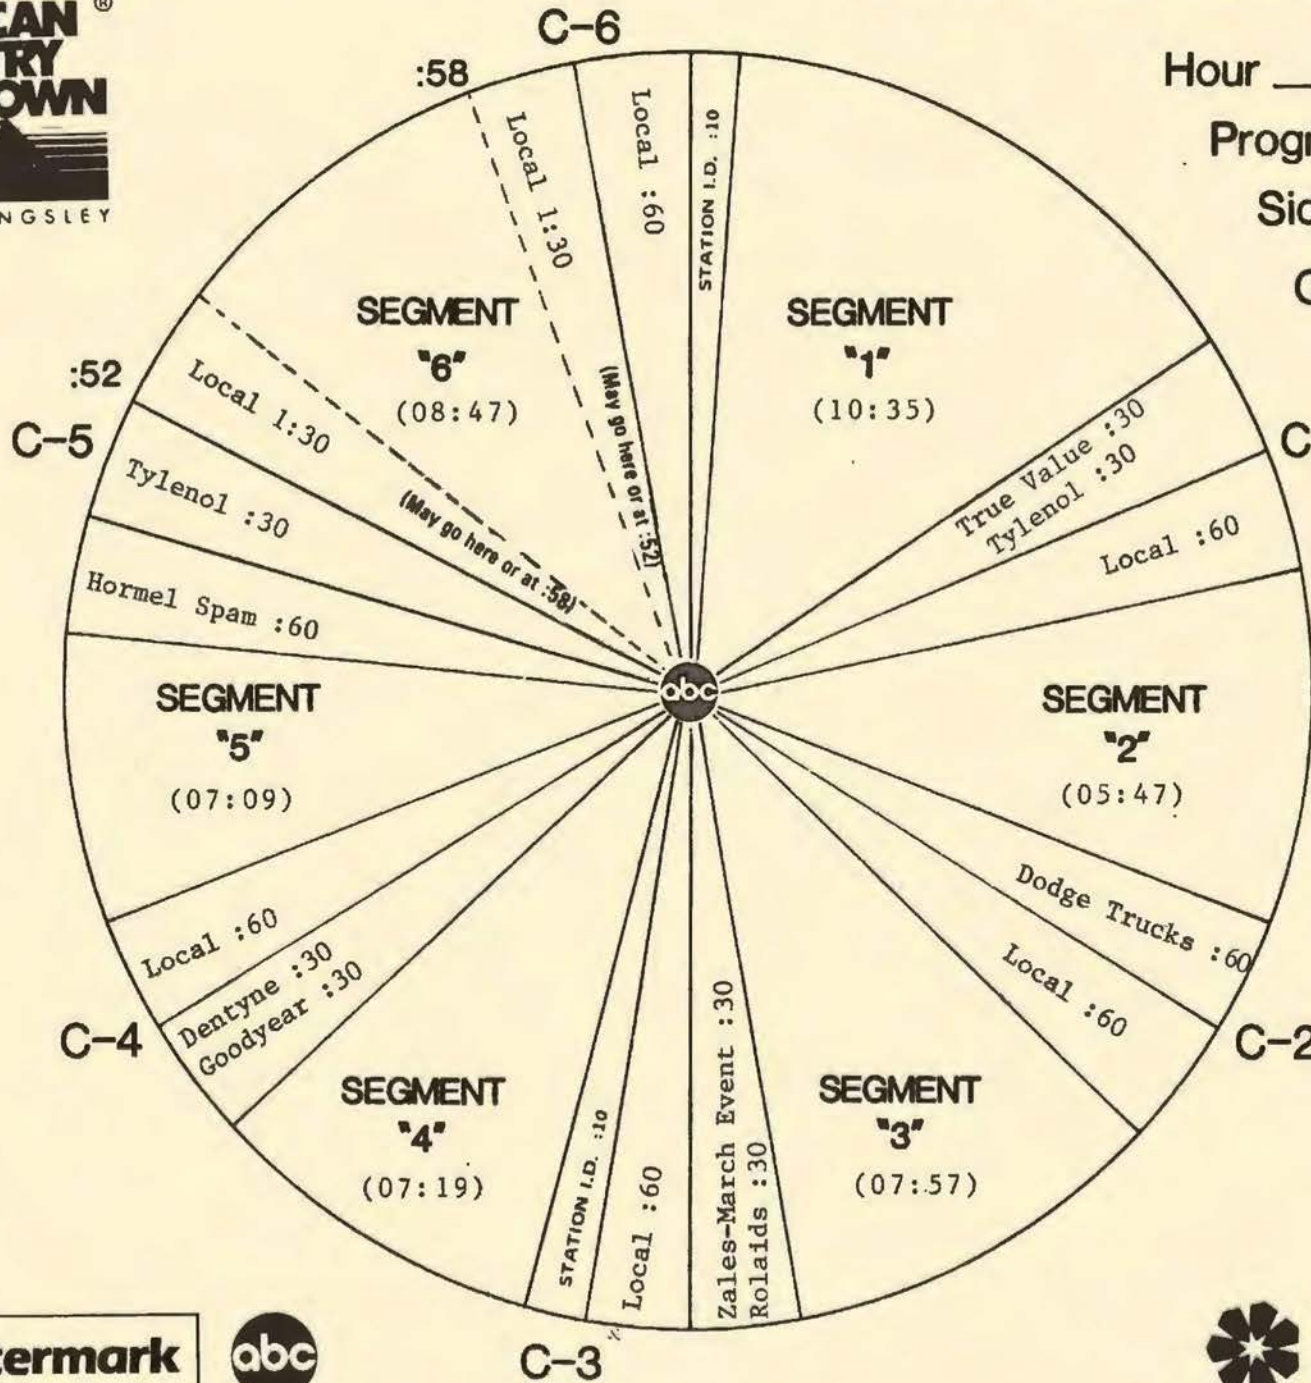 ®
C-6
:58
Hour
Local 1:30
Local :60
STATION I.D. :10
(May go here or at :52)
SEGMENT
"6"
(08:47)
SEGMENT
"1"
(10:35)
:52
C-5
Local 1:30
(May go here or at :58)
Tylenol :30
Hormel Spam :60
True Value :30
Tylenol :30
Local :60
abc
SEGMENT
"5"
(07:09)
SEGMENT
"2"
(05:47)
Dodge Trucks :60
Local :60
C-2
Local :60
Dentyne :30
Goodyear :30
C-4
SEGMENT
"4"
(07:19)
STATION I.D. :10
Local :60
Zales-March Event :30
Rolaids :30
SEGMENT
"3"
(07:57)
C-3
abc